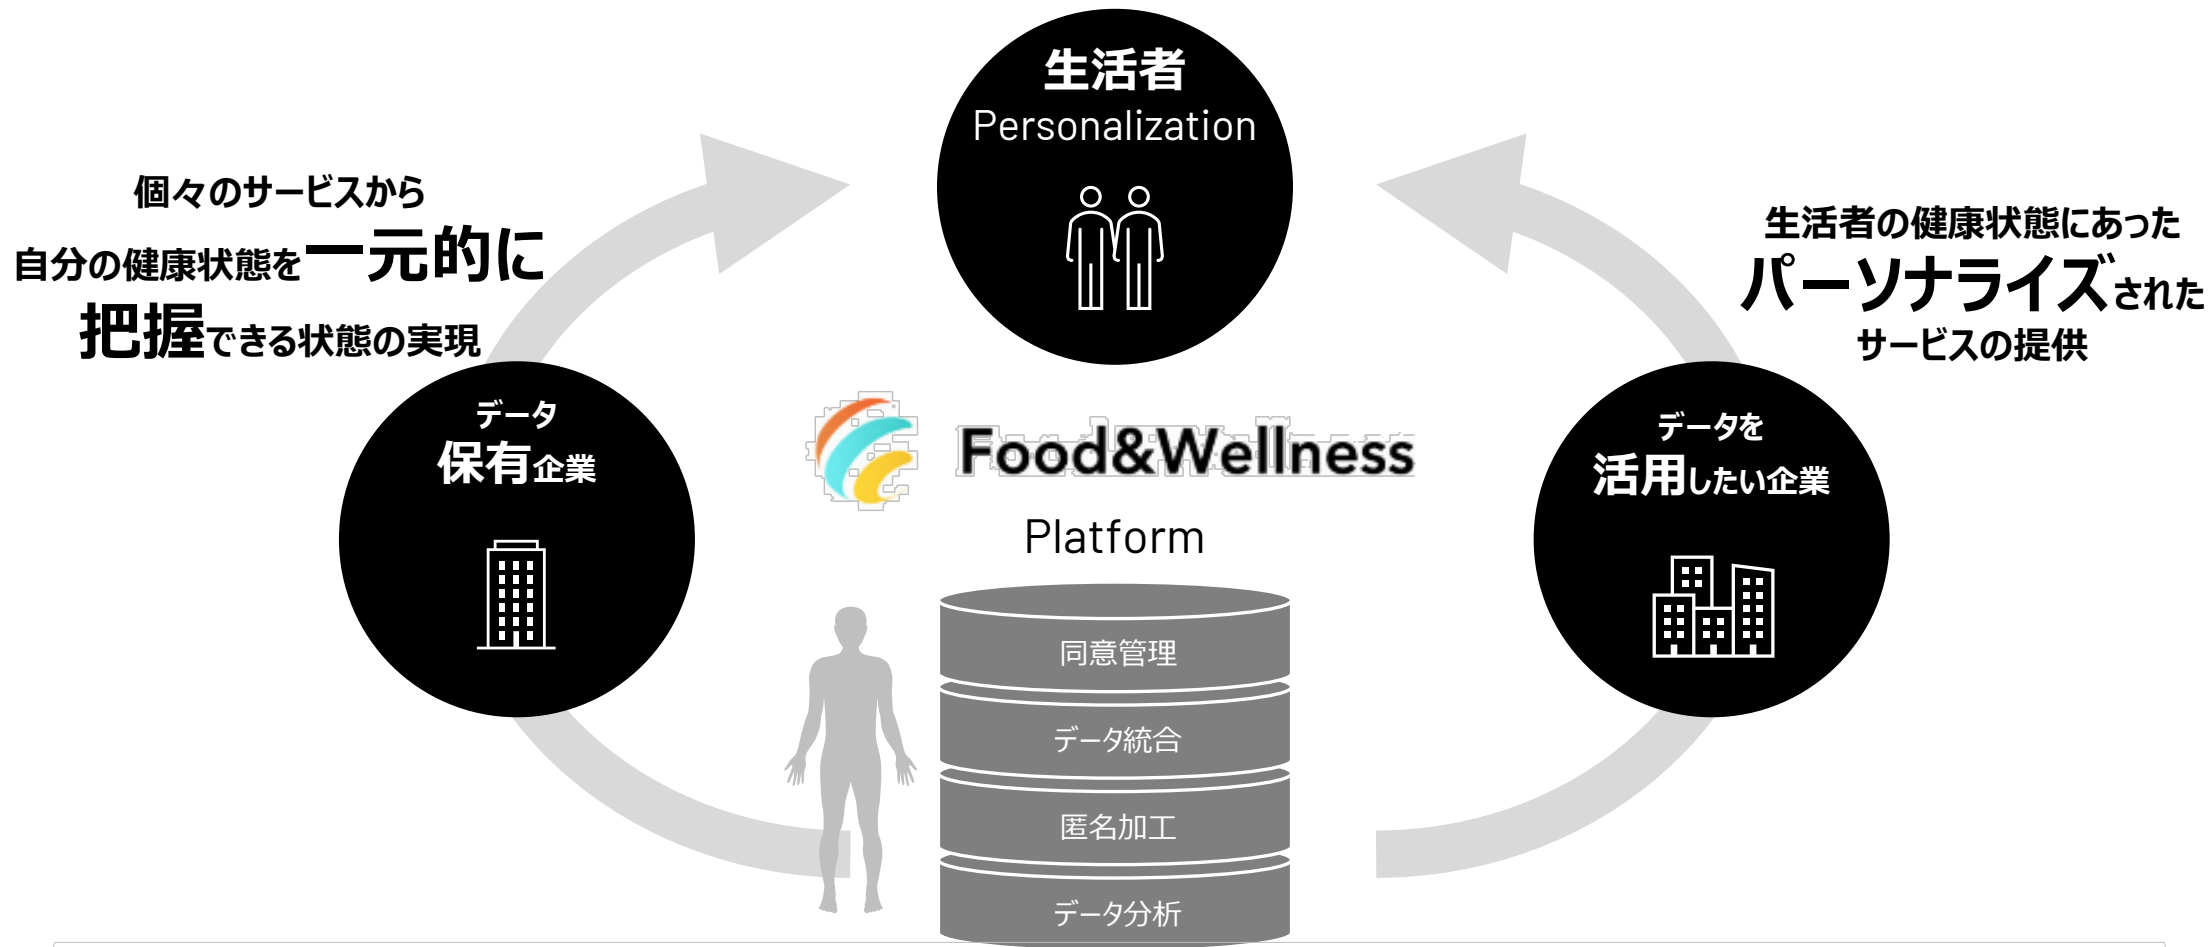 生活者
Personalization
個々のサービスから
自分の健康状態を一元的に
把握できる状態の実現
生活者の健康状態にあった
パーソナライズされた
サービスの提供
データ
保有企業
データを
活用したい企業
Food&Wellness
Platform
同意管理
データ統合
匿名加工
データ分析